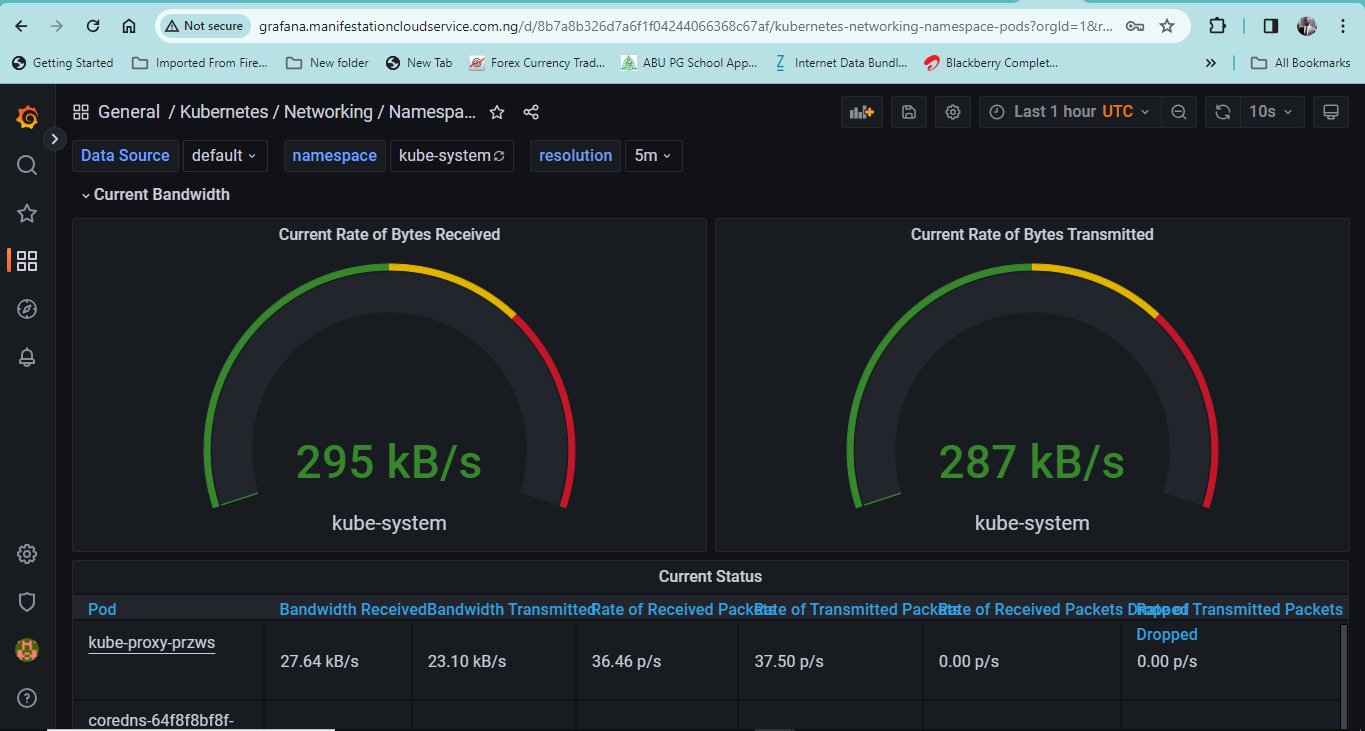 Not secure grafana.manifestationcloudservice.com.ng/d/8b7a8b326d7a6f1f04244066368c67af/kubernetes-networking-namespace-pods?orgId=1&r...
Getting Started Imported From Fire... New folder New Tab Forex Currency Trad... ABU PG School App... Internet Data Bundl... Blackberry Complet... » All Bookmarks
General / Kubernetes / Networking / Namespa... Last 1 hour UTC 10s
Data Source default namespace kube-system resolution 5m
Current Bandwidth
Current Rate of Bytes Received Current Rate of Bytes Transmitted
295 kB/s 287 kB/s
kube-system kube-system
Current Status
Pod Bandwidth Received Bandwidth Transmitted Rate of Received Packets Rate of Transmitted Packets Rate of Received Packets Dropped Rate of Transmitted Packets
Dropped
kube-proxy-przws
27.64 kB/s 23.10 kB/s 36.46 p/s 37.50 p/s 0.00 p/s 0.00 p/s
coredns-64f8f8bf8f-